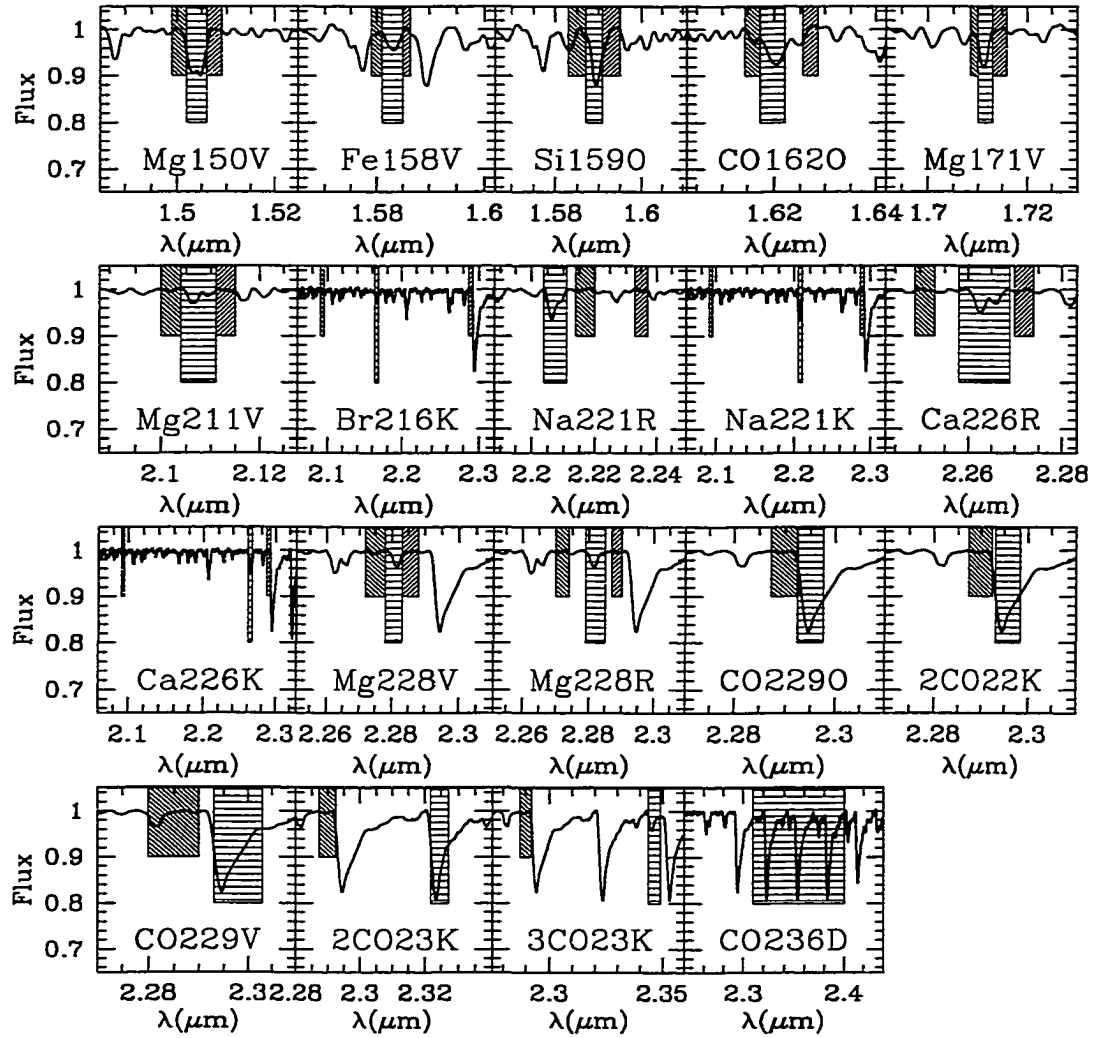 1
0.9
0.8
0.7
Flux
Mg150V
Fe158V
Si159O
CO162O
Mg171V
1.5 1.52 1.58 1.6 1.58 1.6 1.62 1.64 1.7 1.72
λ(μm) λ(μm) λ(μm) λ(μm) λ(μm)
1
0.9
0.8
0.7
Flux
Mg211V
Br216K
Na221R
Na221K
Ca226R
2.1 2.12 2.1 2.2 2.3 2.2 2.22 2.24 2.1 2.2 2.3 2.26 2.28
λ(μm) λ(μm) λ(μm) λ(μm) λ(μm)
1
0.9
0.8
0.7
Flux
Ca226K
Mg228V
Mg228R
CO229O
2CO22K
2.1 2.2 2.3 2.26 2.28 2.3 2.26 2.28 2.3 2.28 2.3 2.28 2.3
λ(μm) λ(μm) λ(μm) λ(μm) λ(μm)
1
0.9
0.8
0.7
Flux
CO229V
2CO23K
3CO23K
CO236D
2.28 2.3 2.28 2.3 2.32 2.3 2.35 2.3 2.4
λ(μm) λ(μm) λ(μm) λ(μm)